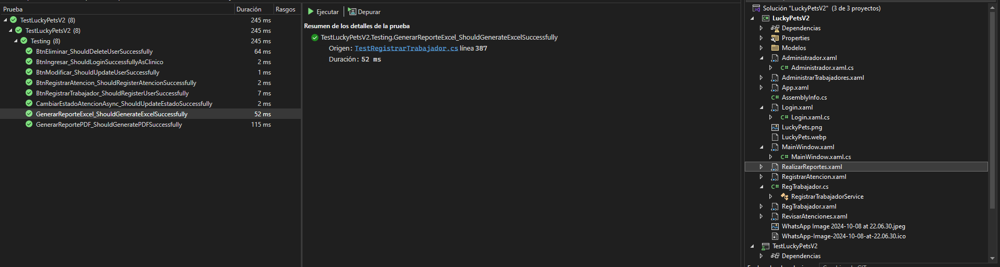 Prueba Duración Rasgos
TestLuckyPetsV2 (8) 245 ms
TestLuckyPetsV2 (8) 245 ms
Testing (8) 245 ms
BtnEliminar_ShouldDeleteUserSuccessfully 64 ms
BtnIngresar_ShouldLoginSuccessfullyAsClinico 2 ms
BtnModificar_ShouldUpdateUserSuccessfully 1 ms
BtnRegistrarAtencion_ShouldRegisterAtencionSuccessfully 2 ms
BtnRegistrarTrabajador_ShouldRegisterUserSuccessfully 7 ms
CambiarEstadoAtencionAsync_ShouldUpdateEstadoSuccessfully 2 ms
GenerarReporteExcel_ShouldGenerateExcelSuccessfully 52 ms
GenerarReportePDF_ShouldGeneratePDFSuccessfully 115 ms
Ejecutar Depurar
Resumen de los detalles de la prueba
TestLuckyPetsV2.Testing.GenerarReporteExcel_ShouldGenerateExcelSuccessfully
Origen: TestRegistrarTrabajador.cs línea 387
Duración: 52 ms
Solución "LuckyPetsV2" (3 de 3 proyectos)
C# LuckyPetsV2
Dependencias
Properties
Modelos
Administrador.xaml
C# Administrador.xaml.cs
AdministrarTrabajadores.xaml
App.xaml
C# AssemblyInfo.cs
Login.xaml
C# Login.xaml.cs
LuckyPets.png
LuckyPets.webp
MainWindow.xaml
C# MainWindow.xaml.cs
RealizarReportes.xaml
RegistrarAtencion.xaml
C# RegTrabajador.cs
RegistrarTrabajadorService
RegTrabajador.xaml
RevisarAtenciones.xaml
WhatsApp Image 2024-10-08 at 22.06.30.jpeg
WhatsApp-Image-2024-10-08-at-22.06.30.ico
TestLuckyPetsV2
Dependencias